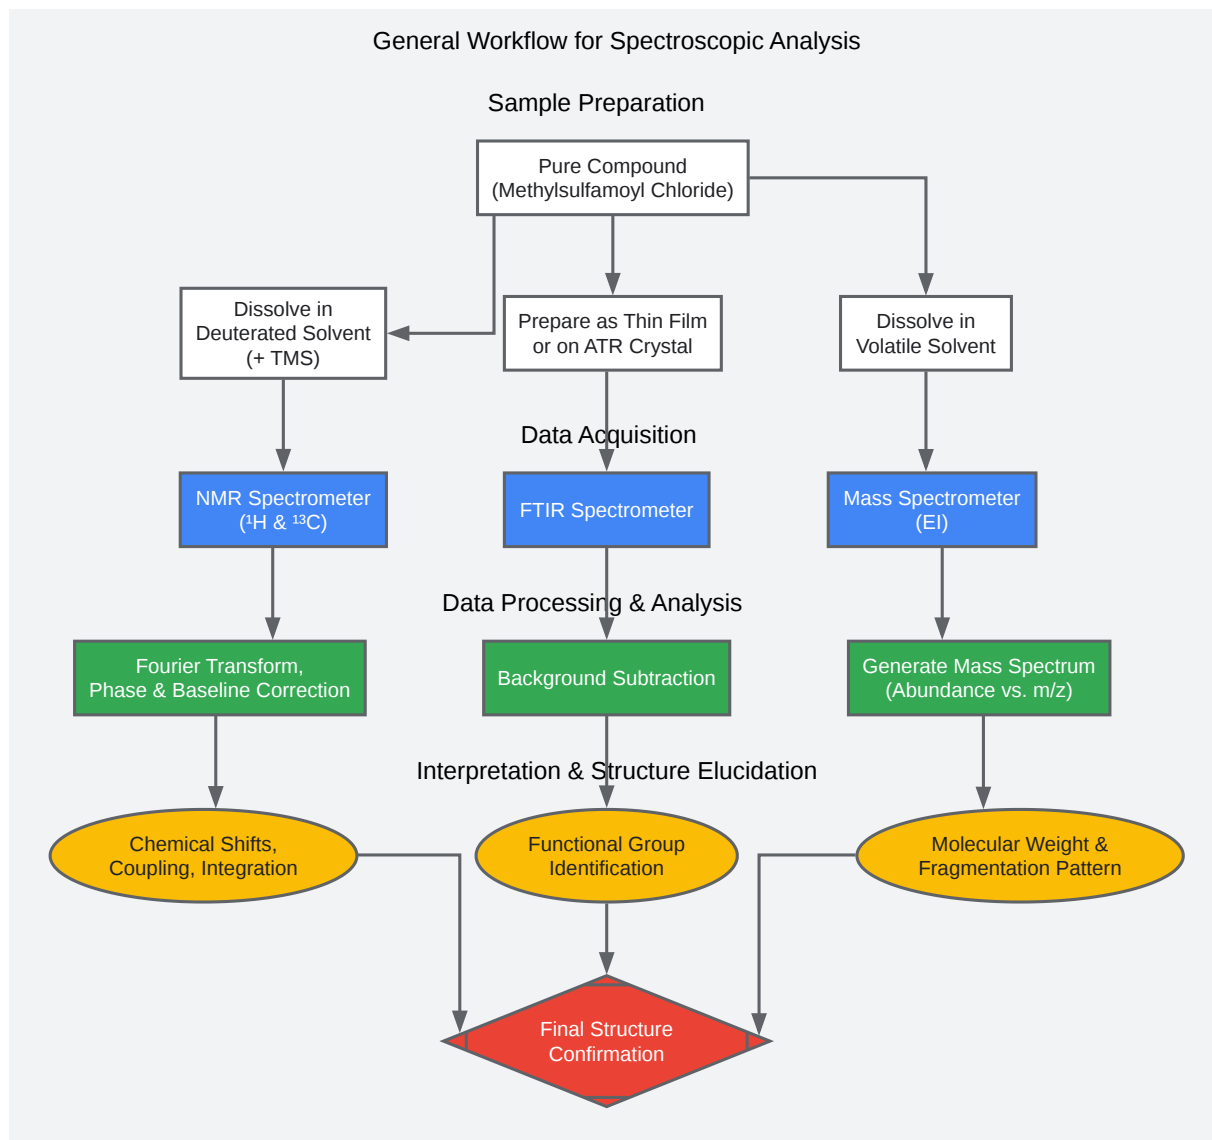 General Workflow for Spectroscopic Analysis
Sample Preparation
Pure Compound
(Methylsulfamoyl Chloride)
Dissolve in
Deuterated Solvent
(+ TMS)
Prepare as Thin Film
or on ATR Crystal
Dissolve in
Volatile Solvent
Data Acquisition
NMR Spectrometer
(¹H & ¹³C)
FTIR Spectrometer
Mass Spectrometer
(EI)
Data Processing & Analysis
Fourier Transform,
Phase & Baseline Correction
Background Subtraction
Generate Mass Spectrum
(Abundance vs. m/z)
Interpretation & Structure Elucidation
Chemical Shifts,
Coupling, Integration
Functional Group
Identification
Molecular Weight &
Fragmentation Pattern
Final Structure
Confirmation